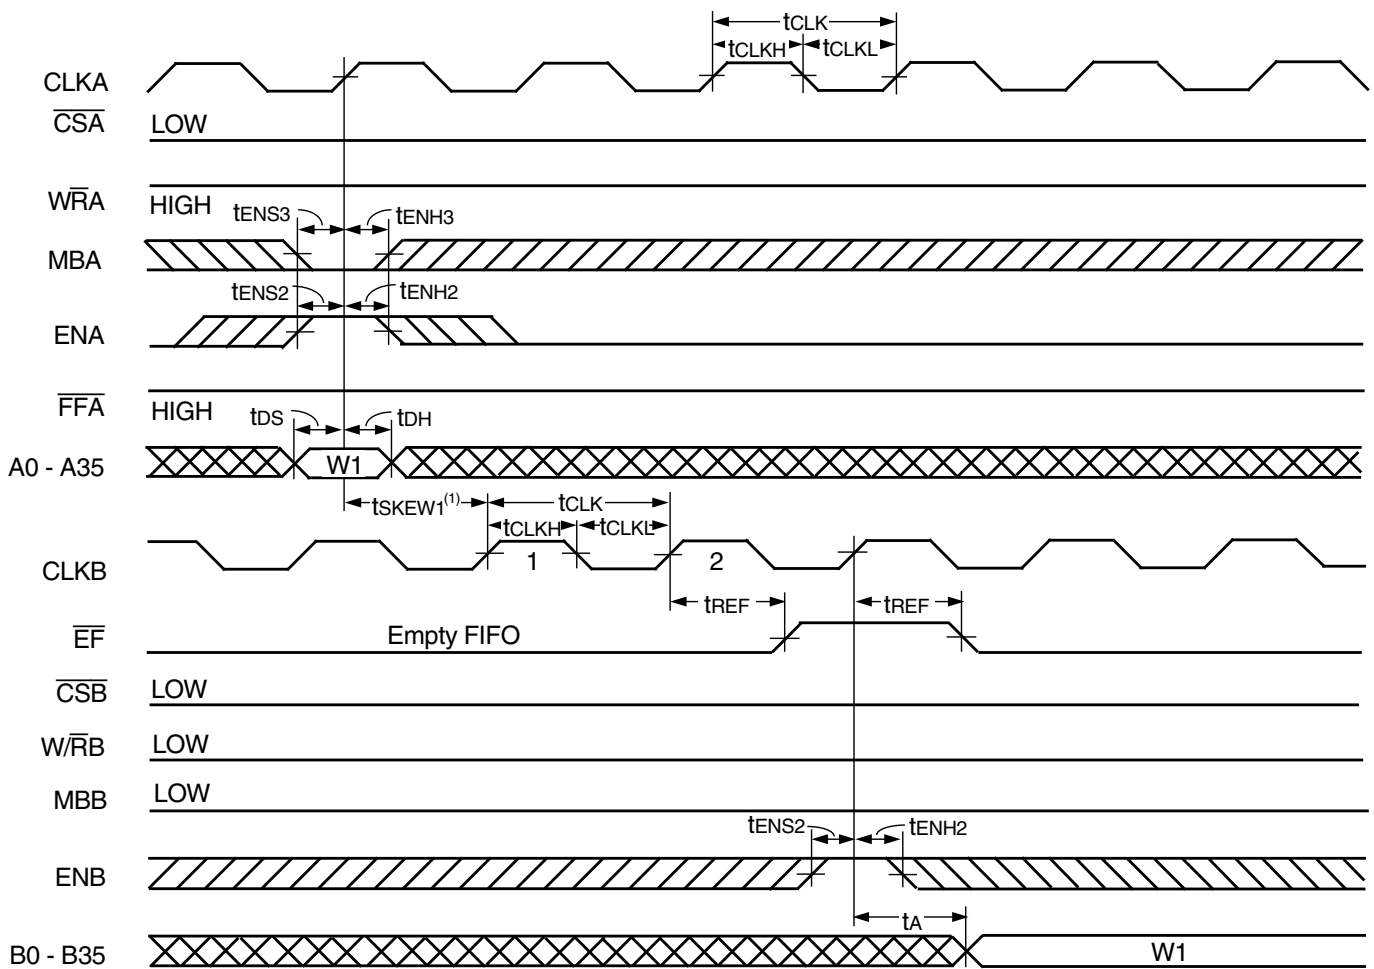 tCLK
tCLKH tCLKL
CLKA
CSA LOW
WRA HIGH
tENS3 tENH3
MBA
tENS2 tENH2
ENA
FFA HIGH
tDS tDH
A0 - A35 W1
tSKEW1(1) tCLK
tCLKH tCLKL
CLKB 1 2
tREF tREF
EF Empty FIFO
CSB LOW
W/RB LOW
MBB LOW
tENS2 tENH2
ENB
tA
B0 - B35 W1